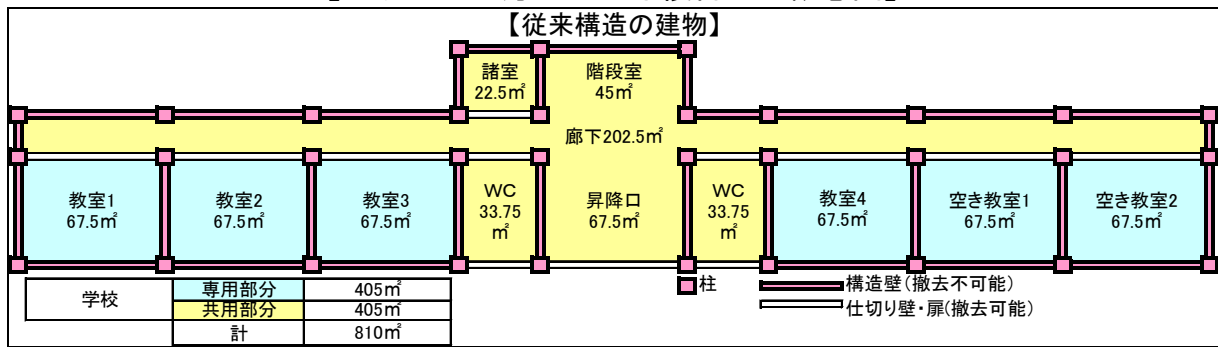 【従来構造の建物】
諸室
22.5㎡
階段室
45㎡
廊下202.5㎡
教室1
67.5㎡
教室2
67.5㎡
教室3
67.5㎡
WC
33.75
㎡
昇降口
67.5㎡
WC
33.75
㎡
教室4
67.5㎡
空き教室1
67.5㎡
空き教室2
67.5㎡
学校
専用部分 405㎡
共用部分 405㎡
計 810㎡
柱
構造壁(撤去不可能)
仕切り壁・扉(撤去可能)